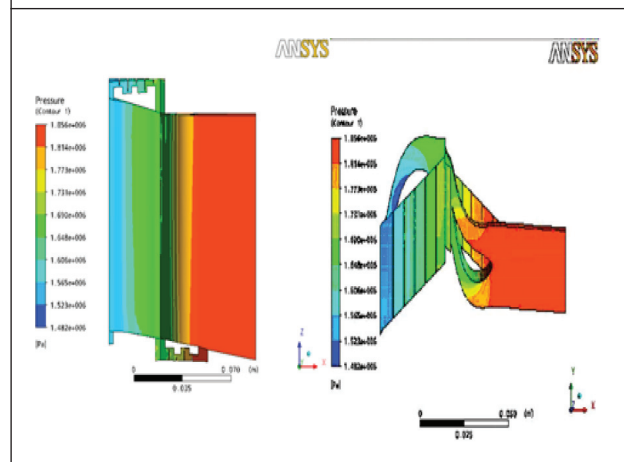 ANSYS
ANSYS
Pressure
(Contour 1)
1.856e+006
1.814e+006
1.773e+006
1.731e+006
1.690e+006
1.648e+006
1.606e+006
1.565e+006
1.523e+006
1.482e+006
[Pa]
Z
X
0
0.070 (m)
0.035
Pressure
(Contour 1)
1.856e+006
1.814e+006
1.773e+006
1.731e+006
1.690e+006
1.648e+006
1.606e+006
1.565e+006
1.523e+006
1.482e+006
[Pa]
Y
X
0
0.050 (m)
0.025